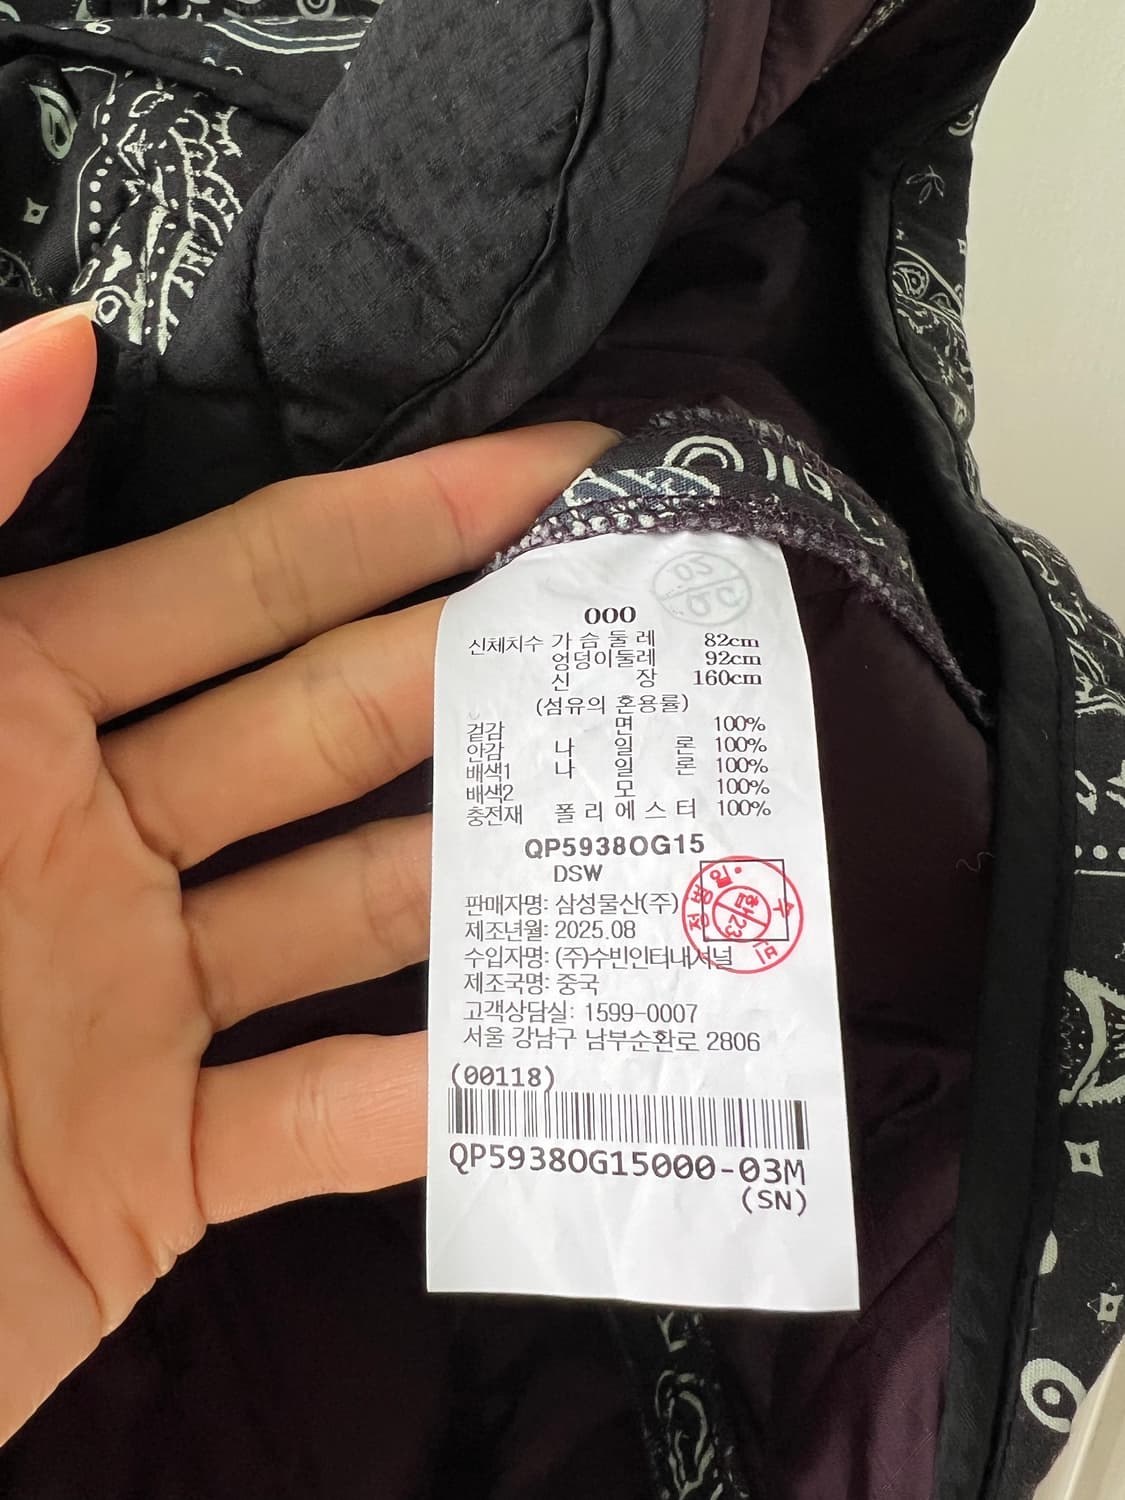 000
신체치수 가슴둘레 82cm
엉덩이둘레 92cm
신장 160cm
(섬유의 혼용률)
겉감 면 100%
안감 나일론 100%
배색1 나일론 100%
배색2 모 100%
충전재 폴리에스터 100%
QP5938OG15
DSW
판매자명: 삼성물산(주)
제조년월: 2025.08
수입자명: (주)수빈인터내셔널
제조국명: 중국
고객상담실: 1599-0007
서울 강남구 남부순환로 2806
(00118)
QP5938OG15000-03M
(SN)